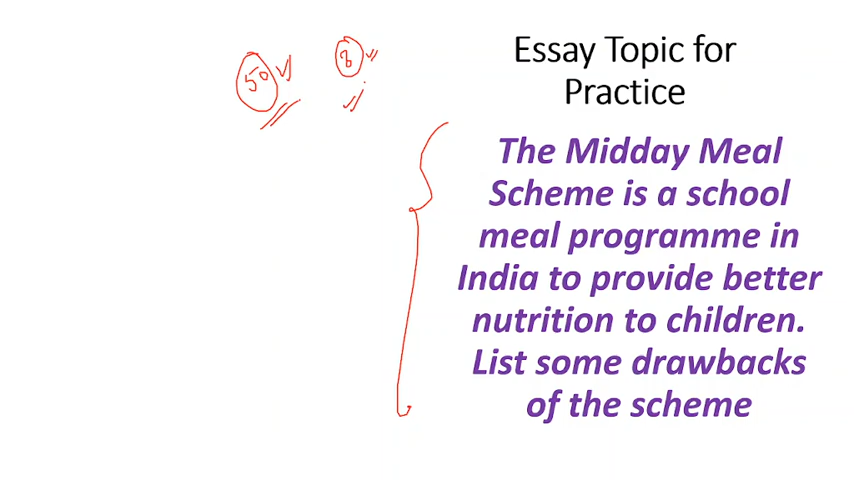 50
8
Essay Topic for
Practice
The Midday Meal
Scheme is a school
meal programme in
India to provide better
nutrition to children.
List some drawbacks
of the scheme